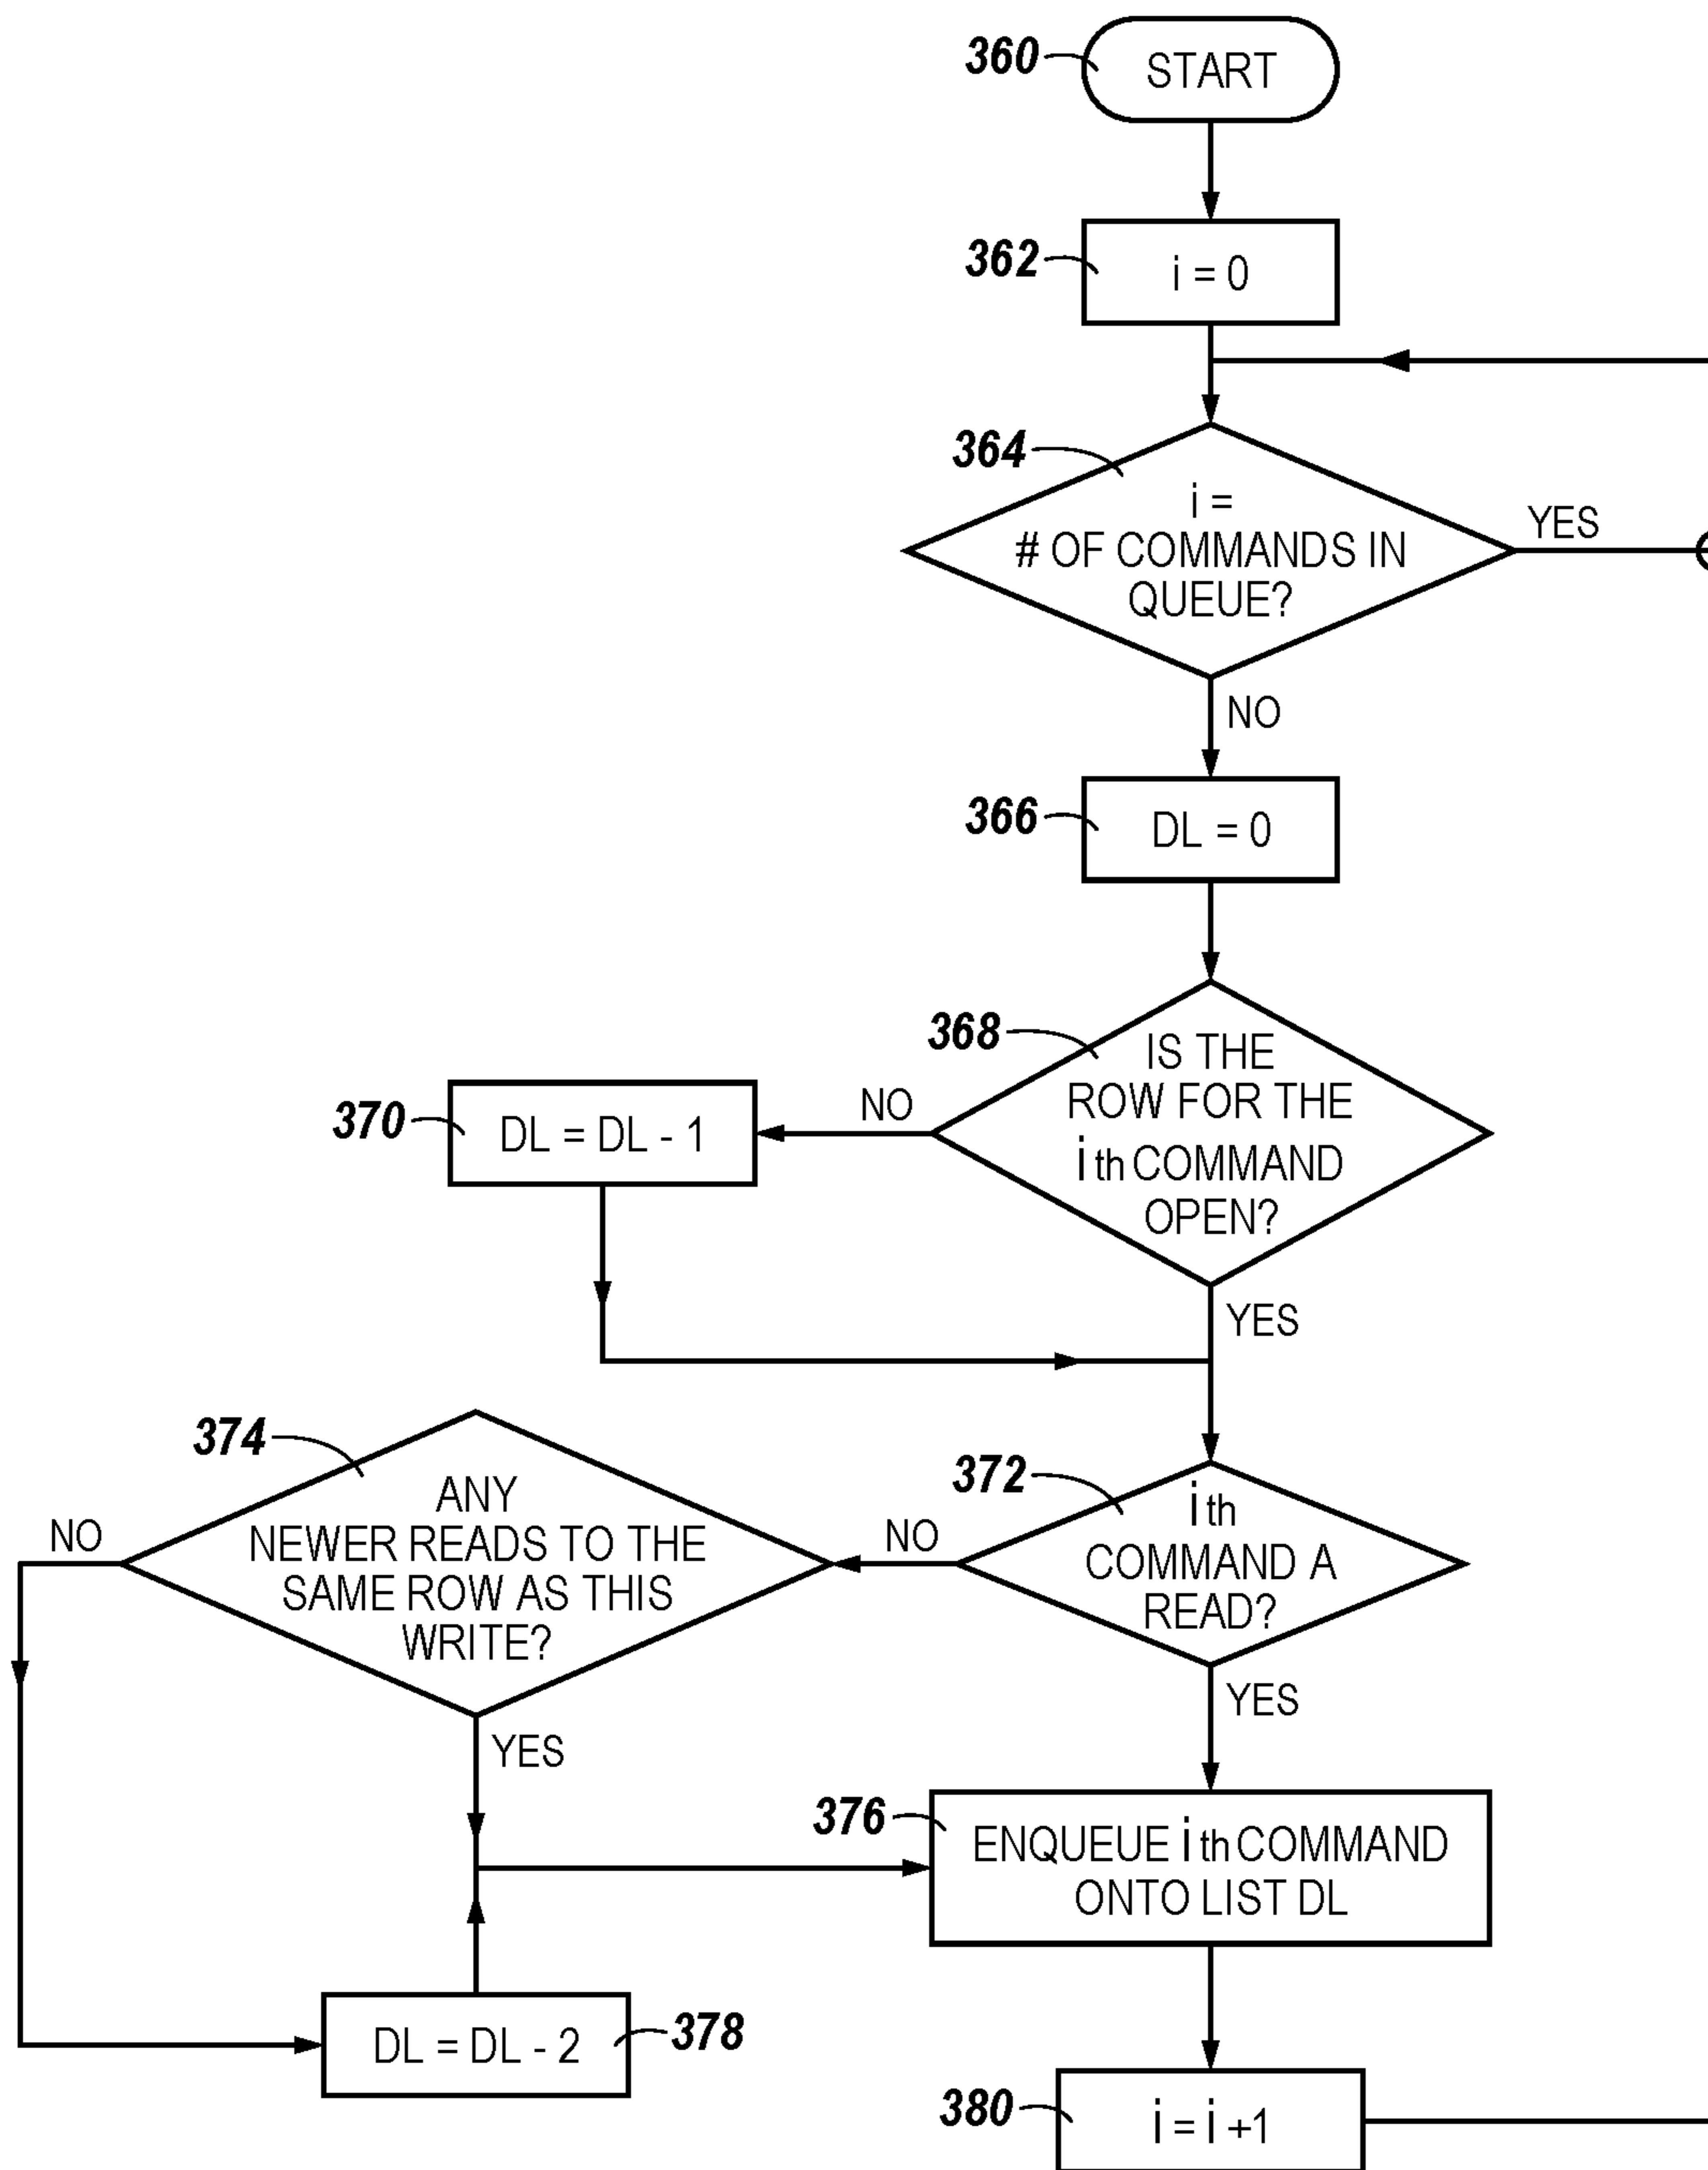 360
START
362
i = 0
364
i =
# OF COMMANDS IN
QUEUE?
YES
NO
366
DL = 0
368
IS THE
ROW FOR THE
i th COMMAND
OPEN?
NO
370
DL = DL - 1
YES
372
i th
COMMAND A
READ?
NO
374
ANY
NEWER READS TO THE
SAME ROW AS THIS
WRITE?
NO
YES
YES
376
ENQUEUE i th COMMAND
ONTO LIST DL
DL = DL - 2
378
380
i = i +1